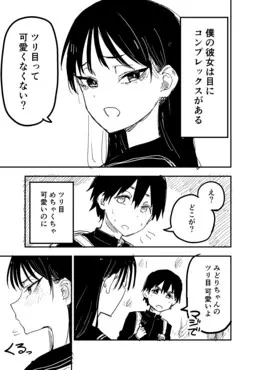 僕の彼女は目に
コンプレックスがある
ツリ目って
可愛くなくない？
え？
どこが？
ツリ目
めちゃくちゃ
可愛いのに
みどりちゃんの
ツリ目可愛いよ
マジで
くるっ